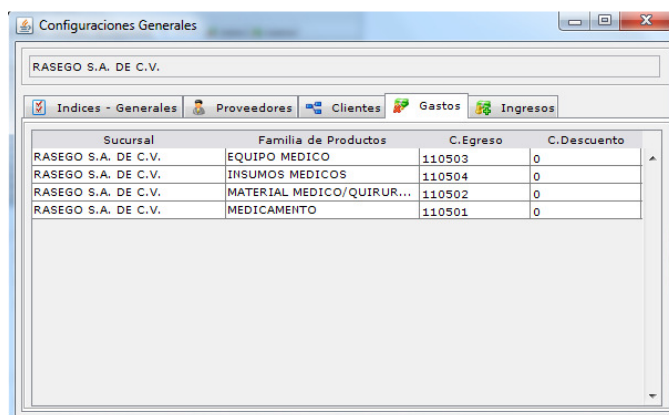 Configuraciones Generales
RASEGO S.A. DE C.V.
Indices - Generales Proveedores Clientes Gastos Ingresos
Sucursal Familia de Productos C.Egreso C.Descuento
RASEGO S.A. DE C.V. EQUIPO MEDICO 110503 0
RASEGO S.A. DE C.V. INSUMOS MEDICOS 110504 0
RASEGO S.A. DE C.V. MATERIAL MEDICO/QUIRUR... 110502 0
RASEGO S.A. DE C.V. MEDICAMENTO 110501 0